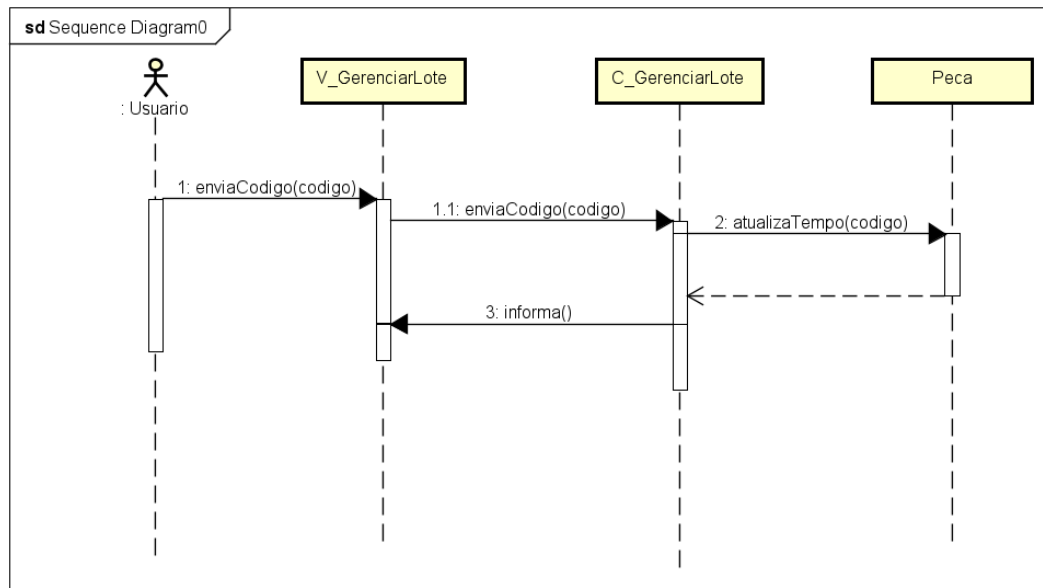 sd Sequence Diagram0
: Usuario
V_GerenciarLote
C_GerenciarLote
Peca
1: enviaCodigo(codigo)
1.1: enviaCodigo(codigo)
2: atualizaTempo(codigo)
3: informa()